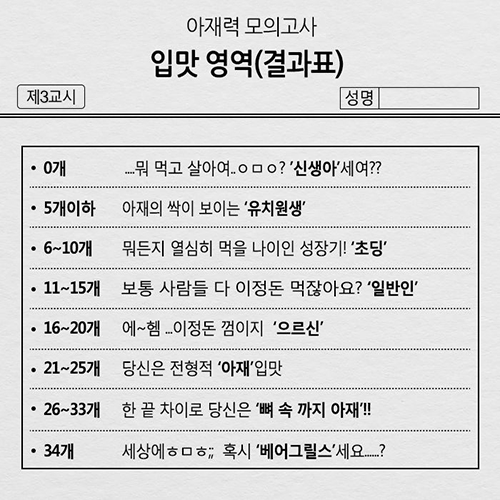 아재력 모의고사
입맛 영역(결과표)
제3교시
성명
• 0개 ....뭐 먹고 살아여..ㅇㅁㅇ? '신생아'세여??
• 5개이하 아재의 싹이 보이는 '유치원생'
• 6~10개 뭐든지 열심히 먹을 나이인 성장기! '초딩'
• 11~15개 보통 사람들 다 이정돈 먹잖아요? '일반인'
• 16~20개 에~헴 ...이정돈 껌이지 '으르신'
• 21~25개 당신은 전형적 '아재'입맛
• 26~33개 한 끝 차이로 당신은 '뼈 속 까지 아재'!!
• 34개 세상에ㅎㅁㅎ;; 혹시 '베어그릴스'세요......?